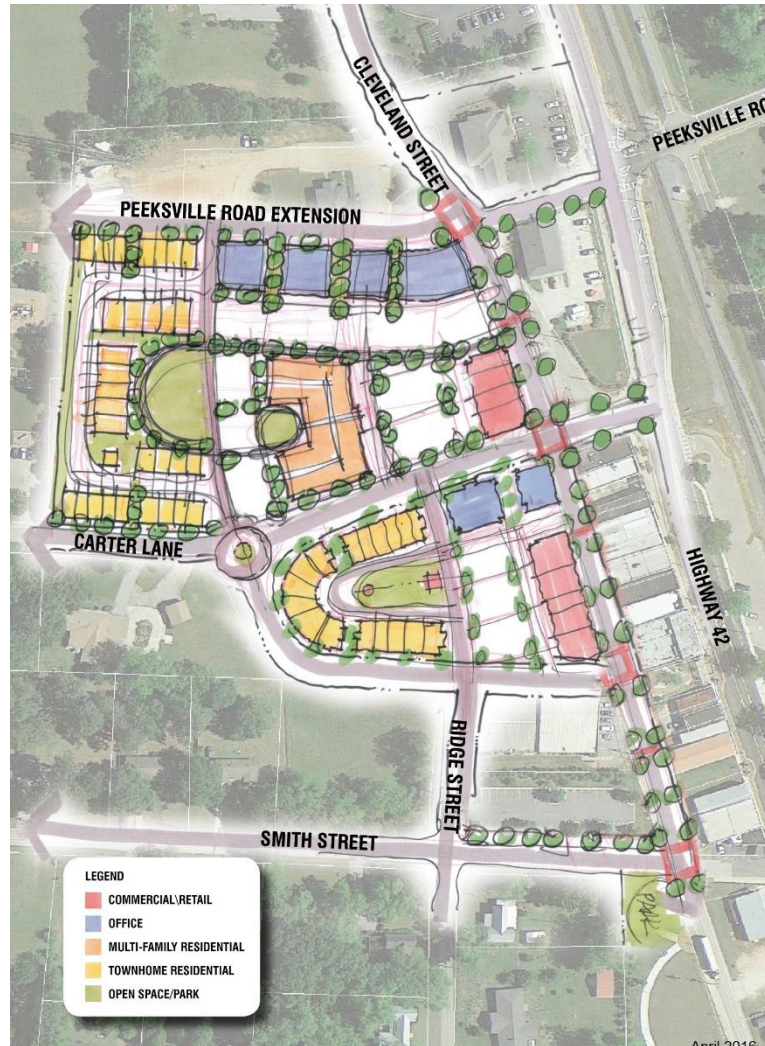 CLEVELAND STREET
PEEKSVILLE RO
PEEKSVILLE ROAD EXTENSION
CARTER LANE
HIGHWAY 42
RIDGE STREET
SMITH STREET
PARK
LEGEND
COMMERCIAL\RETAIL
OFFICE
MULTI-FAMILY RESIDENTIAL
TOWNHOME RESIDENTIAL
OPEN SPACE/PARK
April 2016